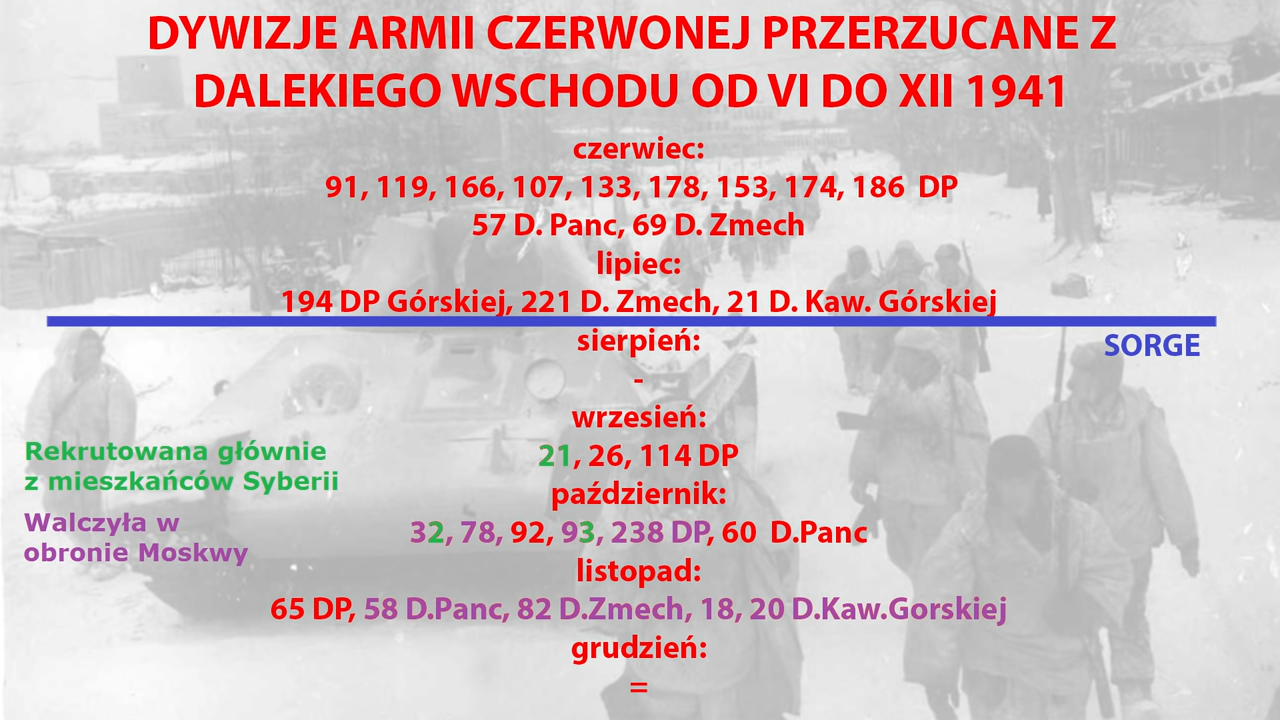 DYWIZJE ARMII CZERWONEJ PRZERZUCANE Z
DALEKIEGO WSCHODU OD VI DO XII 1941
czerwiec:
91, 119, 166, 107, 133, 178, 153, 174, 186 DP
57 D. Panc, 69 D. Zmech
lipiec:
194 DP Górskiej, 221 D. Zmech, 21 D. Kaw. Górskiej
SORGE
sierpień:
-
wrzesień:
21, 26, 114 DP
październik:
32, 78, 92, 93, 238 DP, 60 D.Panc
listopad:
65 DP, 58 D.Panc, 82 D.Zmech, 18, 20 D.Kaw.Gorskiej
grudzień:
=
Rekrutowana głównie
z mieszkańców Syberii
Walczyła w
obronie Moskwy